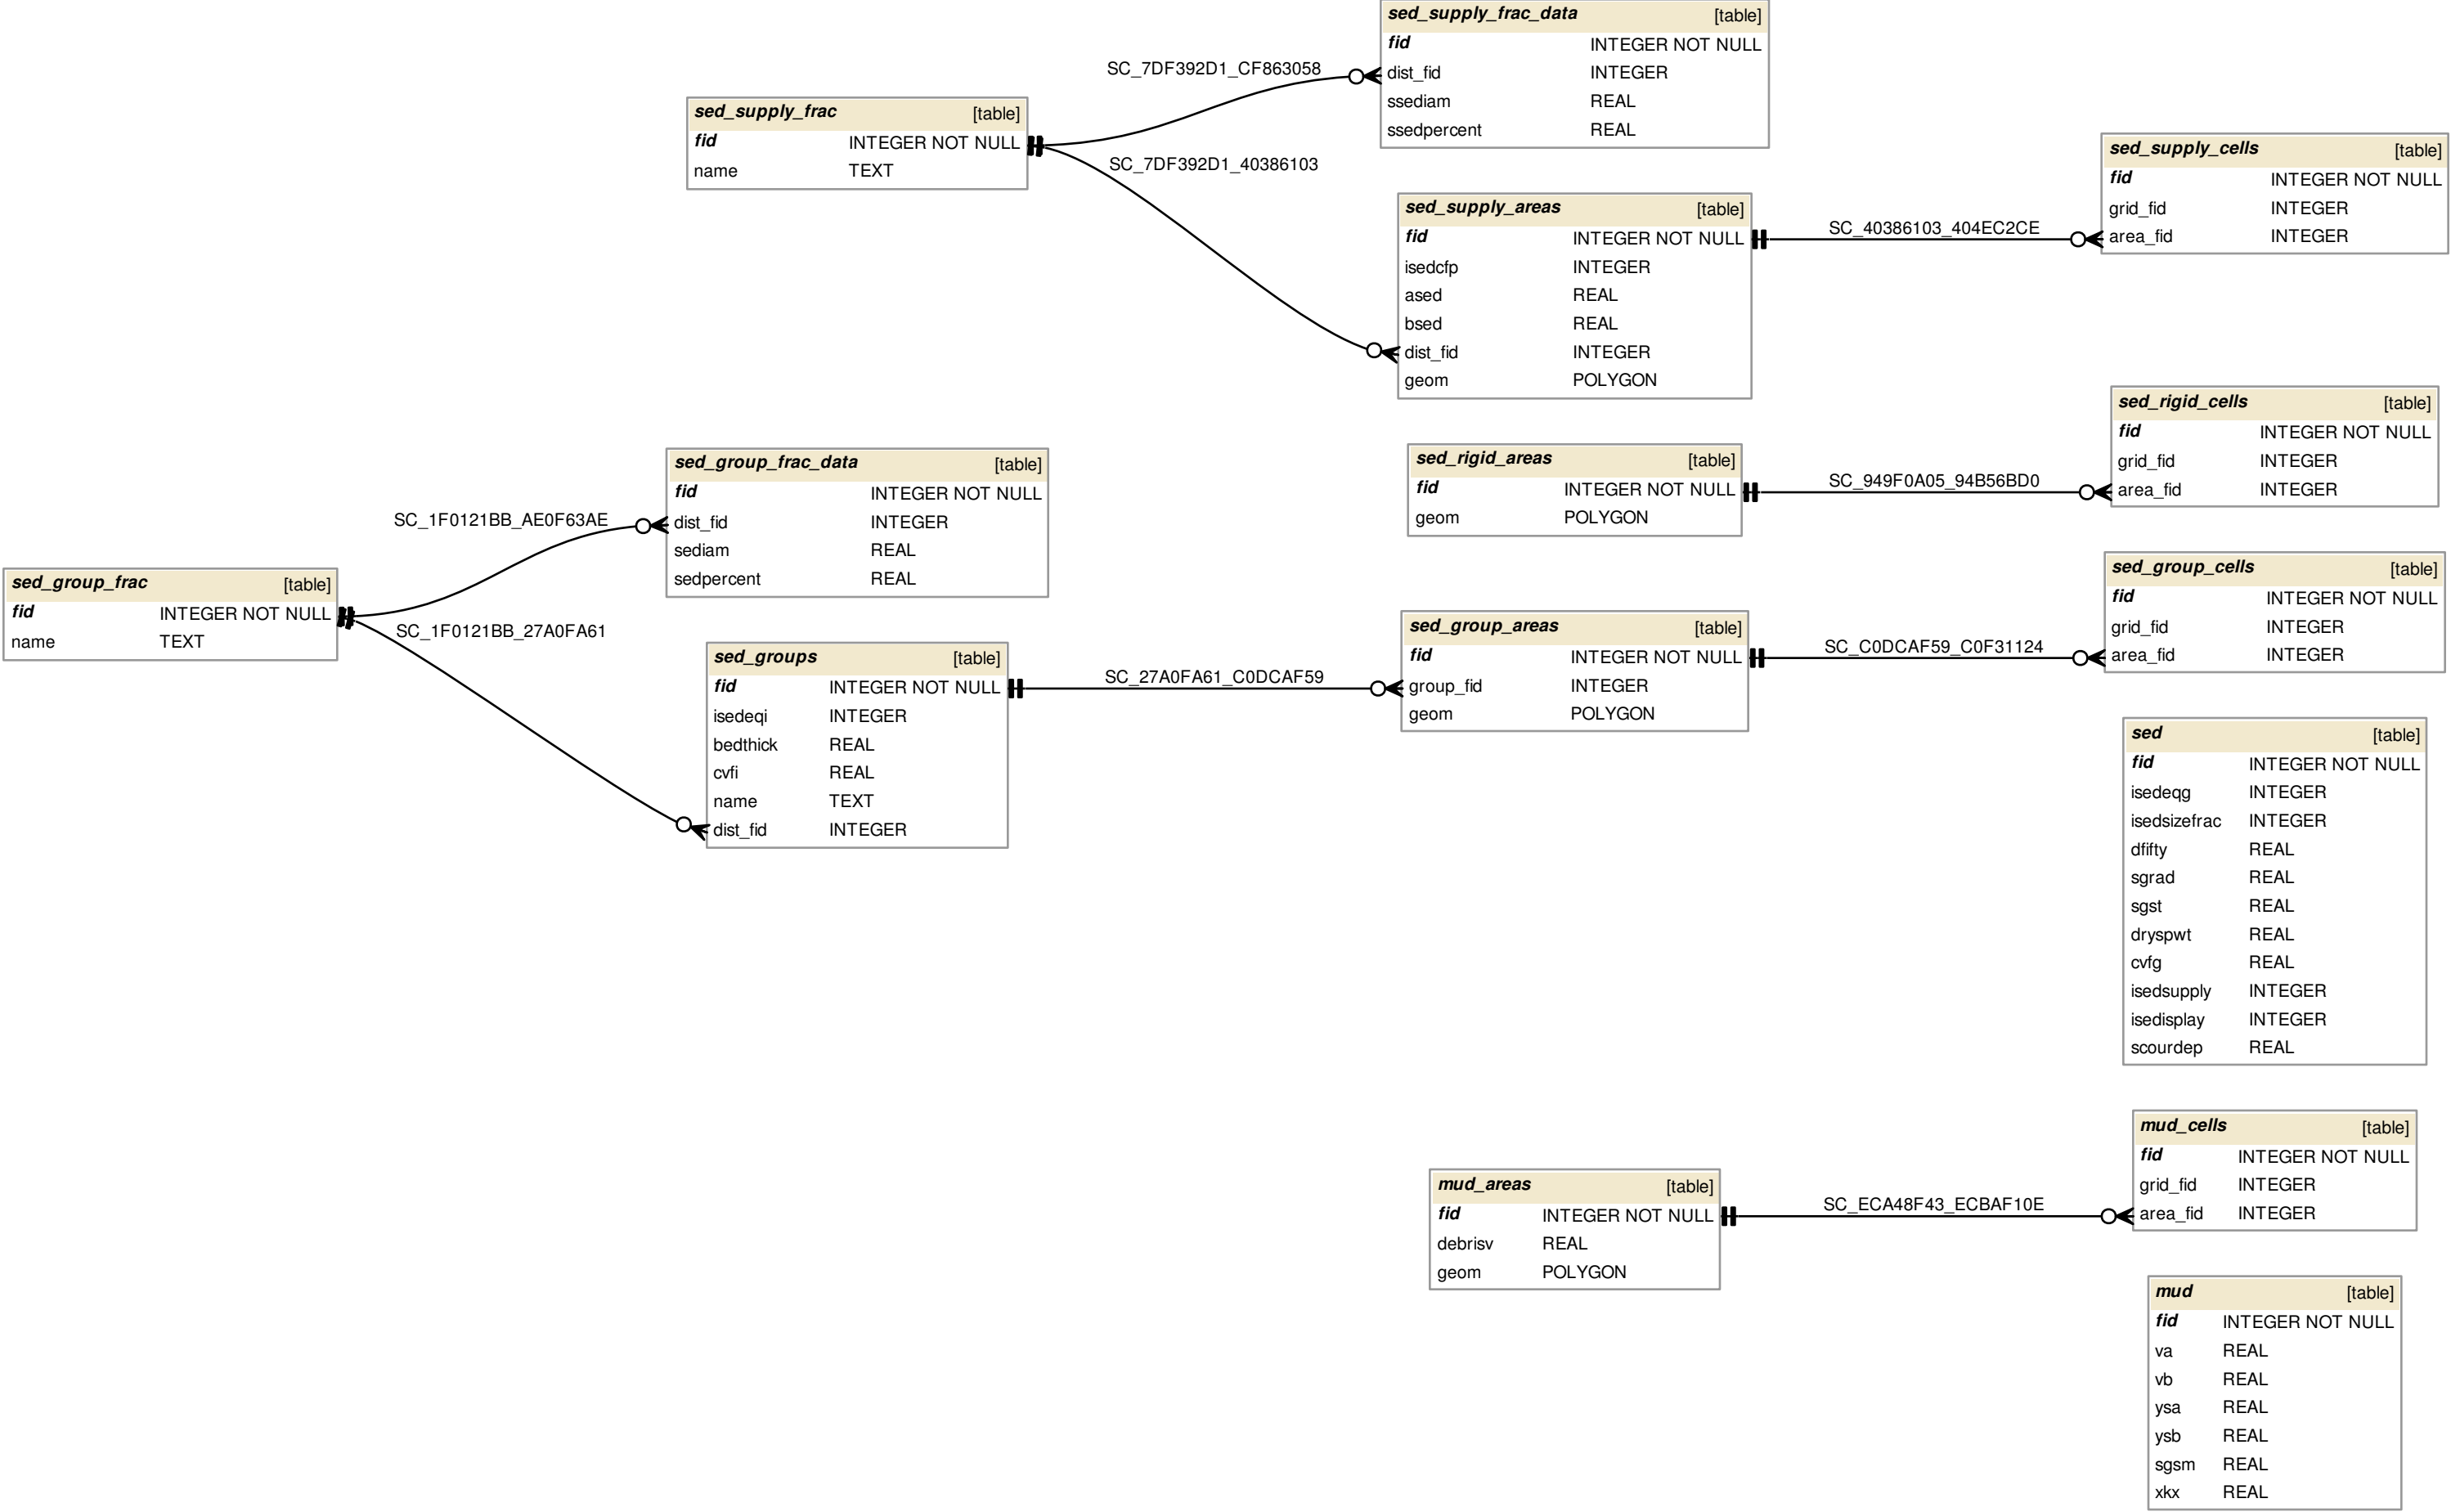 sed_supply_frac_data [table]
fid INTEGER NOT NULL
dist_fid INTEGER
ssediam REAL
ssedpercent REAL
SC_7DF392D1_CF863058
sed_supply_frac [table]
fid INTEGER NOT NULL
name TEXT
SC_7DF392D1_40386103
sed_supply_areas [table]
fid INTEGER NOT NULL
isedcfp INTEGER
ased REAL
bsed REAL
dist_fid INTEGER
geom POLYGON
SC_40386103_404EC2CE
sed_supply_cells [table]
fid INTEGER NOT NULL
grid_fid INTEGER
area_fid INTEGER
sed_rigid_areas [table]
fid INTEGER NOT NULL
geom POLYGON
SC_949F0A05_94B56BD0
sed_rigid_cells [table]
fid INTEGER NOT NULL
grid_fid INTEGER
area_fid INTEGER
sed_group_frac_data [table]
fid INTEGER NOT NULL
dist_fid INTEGER
sediam REAL
sedpercent REAL
SC_1F0121BB_AE0F63AE
sed_group_frac [table]
fid INTEGER NOT NULL
name TEXT
SC_1F0121BB_27A0FA61
sed_groups [table]
fid INTEGER NOT NULL
isedeqi INTEGER
bedthick REAL
cvfi REAL
name TEXT
dist_fid INTEGER
SC_27A0FA61_C0DCAF59
sed_group_areas [table]
fid INTEGER NOT NULL
group_fid INTEGER
geom POLYGON
SC_C0DCAF59_C0F31124
sed_group_cells [table]
fid INTEGER NOT NULL
grid_fid INTEGER
area_fid INTEGER
sed [table]
fid INTEGER NOT NULL
isedeqg INTEGER
isedsizefrac INTEGER
dfifty REAL
sgrad REAL
sgst REAL
dryspwt REAL
cvfg REAL
isedsupply INTEGER
isedisplay INTEGER
scourdep REAL
mud_areas [table]
fid INTEGER NOT NULL
debrisv REAL
geom POLYGON
SC_ECA48F43_ECBAF10E
mud_cells [table]
fid INTEGER NOT NULL
grid_fid INTEGER
area_fid INTEGER
mud [table]
fid INTEGER NOT NULL
va REAL
vb REAL
ysa REAL
ysb REAL
sgsm REAL
xkx REAL